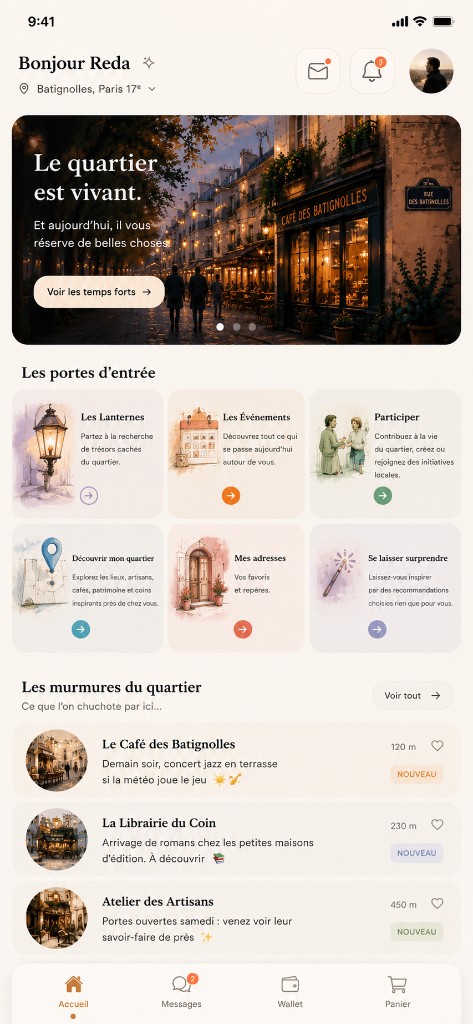 9:41
Bonjour Reda
Batignolles, Paris 17e
3
Le quartier
est vivant.
Et aujourd'hui, il vous
réserve de belles choses.
Voir les temps forts →
CAFÉ DES BATIGNOLLES
RUE
DES BATIGNOLLES
Les portes d'entrée
Les Lanternes
Partez à la recherche
de trésors cachés
du quartier.
Les Événements
Découvrez tout ce qui
se passe aujourd'hui
autour de vous.
Participer
Contribuez à la vie
du quartier, créez ou
rejoignez des initiatives
locales.
Découvrir mon quartier
Explorez les lieux, artisans,
cafés, patrimoine et coins
inspirants près de chez vous.
Mes adresses
Vos favoris
et repères.
Se laisser surprendre
Laissez-vous inspirer
par des recommandations
choisies rien que pour vous.
Les murmures du quartier
Ce que l'on chuchote par ici...
Voir tout →
Le Café des Batignolles
Demain soir, concert jazz en terrasse
si la météo joue le jeu ☀️🎷
120 m
NOUVEAU
La Librairie du Coin
Arrivage de romans chez les petites maisons
d'édition. À découvrir 📚
230 m
NOUVEAU
Atelier des Artisans
Portes ouvertes samedi : venez voir leur
savoir-faire de près ✨
450 m
NOUVEAU
Accueil
2
Messages
Wallet
Panier